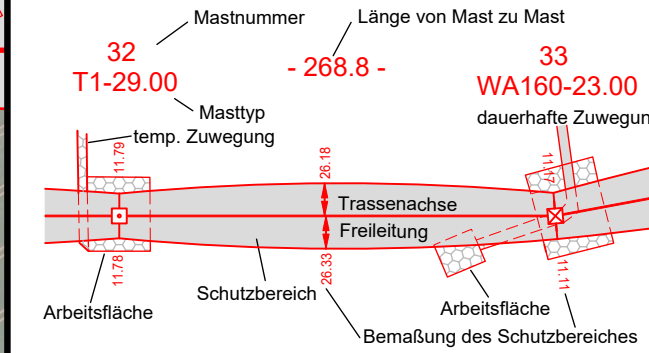 Mastnummer
Länge von Mast zu Mast
32
T1-29.00
- 268.8 -
33
WA160-23.00
Masttyp
temp. Zuwegung
dauerhafte Zuwegun
11.79
26.18
11.17
Trassenachse
Freileitung
11.78
26.33
11.11
Schutzbereich
Arbeitsfläche
Arbeitsfläche
Bemaßung des Schutzbereiches